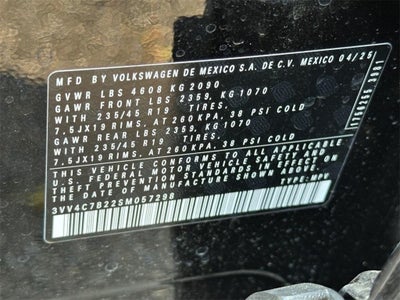 MFD BY VOLKSWAGEN DE MEXICO S.A. DE C.V. MEXICO 04/25
GVWR LBS 4608 KG 2090
GAWR FRONT LBS 2359, KG 1070
WITH 235/45 R19 TIRES.
7,5JX19 RIMS, AT 260 KPA, 38 PSI COLD
GAWR REAR LBS 2359, KG 1070
WITH 235/45 R19 TIRES.
7,5JX19 RIMS, AT 260 KPA, 38 PSI COLD
THIS VEHICLE CONFORMS TO ALL APPLICABLE
FEDERAL MOTOR VEHICLE SAFETY AND
THEFT PREVENTION STANDARDS IN EFFECT ON
THE DATE OF MANUFACTURE SHOWN ABOVE.
3VV4C7B22SM057298 TYPE: MPV